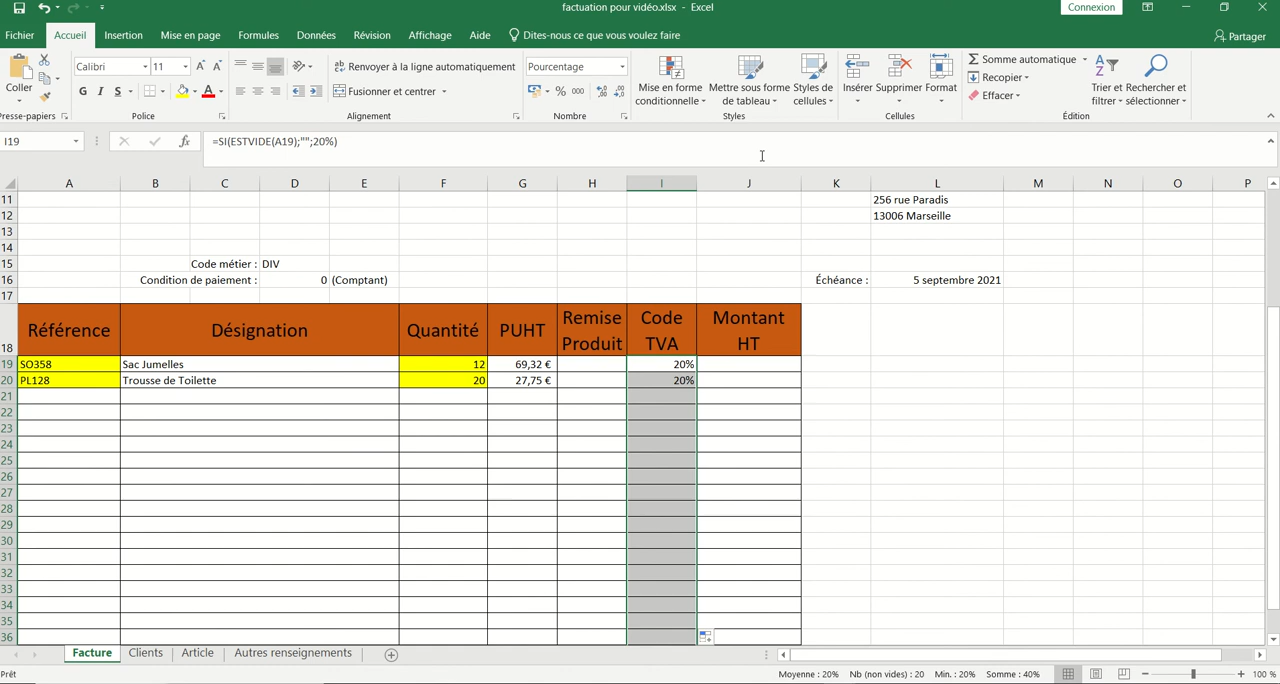 factuation pour vidéo.xlsx - Excel
Connexion
Fichier Accueil Insertion Mise en page Formules Données Révision Affichage Aide Dites-nous ce que vous voulez faire Partager
Coller
Calibri 11
G I S
Renvoyer à la ligne automatiquement
Fusionner et centrer
Pourcentage
% 000
Mise en forme conditionnelle
Mettre sous forme de tableau
Styles de cellules
Insérer Supprimer Format
Somme automatique
Recopier
Effacer
Trier et filtrer
Rechercher et sélectionner
Presse-papiers Police Alignement Nombre Styles Cellules Édition
I19 fx =SI(ESTVIDE(A19);"";20%)
A B C D E F G H I J K L M N O P
11 256 rue Paradis
12 13006 Marseille
13
14
15 Code métier : DIV
16 Condition de paiement : 0 (Comptant) Échéance : 5 septembre 2021
17
18 Référence Désignation Quantité PUHT Remise Produit Code TVA Montant HT
19 SO358 Sac Jumelles 12 69,32 € 20%
20 PL128 Trousse de Toilette 20 27,75 € 20%
21
22
23
24
25
26
27
28
29
30
31
32
33
34
35
36
Facture Clients Article Autres renseignements
Prêt Moyenne : 20% Nb (non vides) : 20 Min. : 20% Somme : 40% 100 %